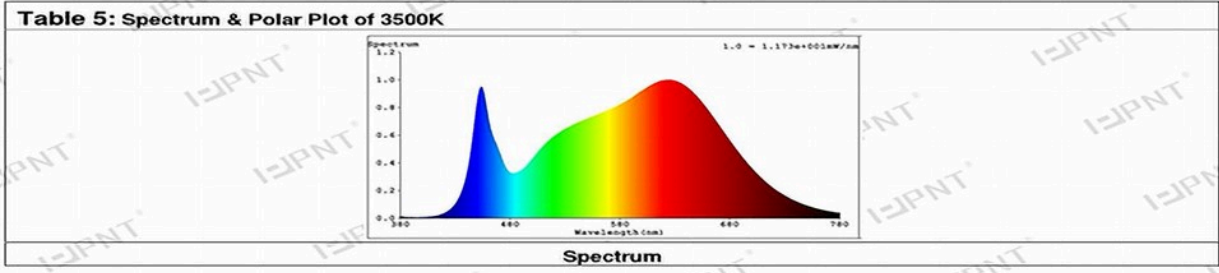 Table 5: Spectrum & Polar Plot of 3500K
Spectrum
1.0 = 1.173e+001mW/nm
1.2
1.0
0.8
0.6
0.4
0.2
0.0
380 480 580 680 780
Wavelength(nm)
Spectrum